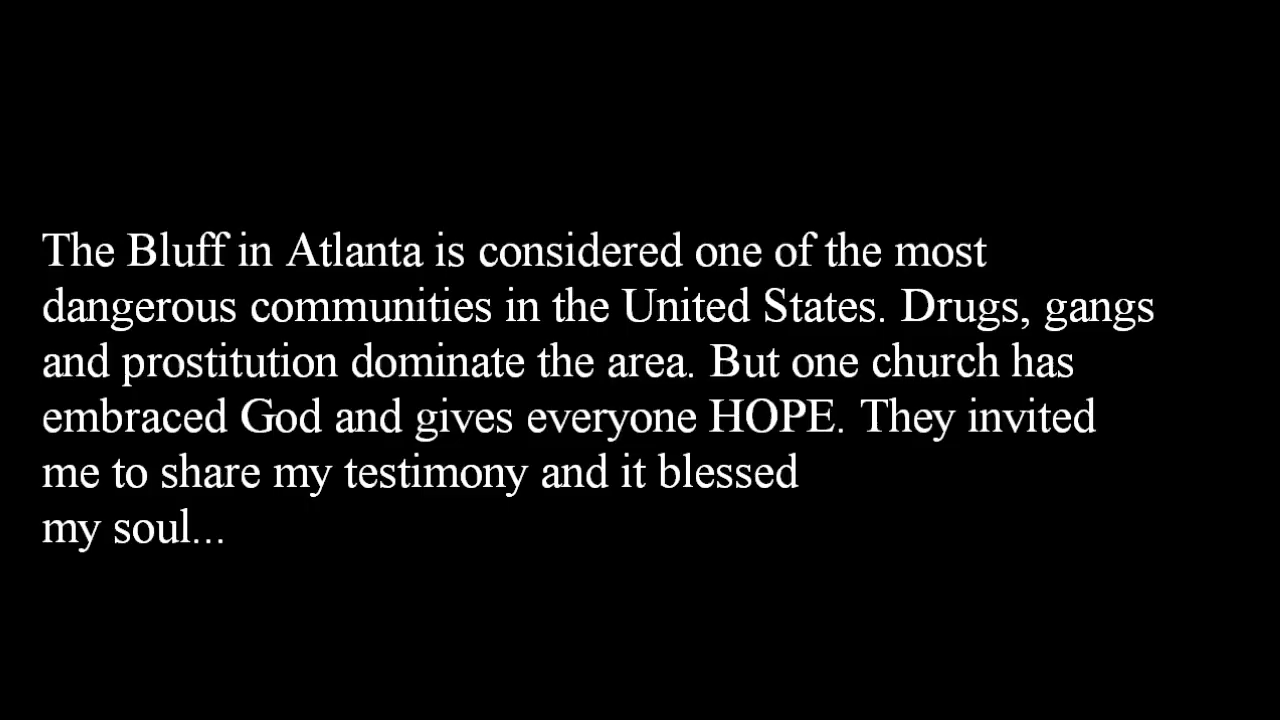 The Bluff in Atlanta is considered one of the most
dangerous communities in the United States. Drugs, gangs
and prostitution dominate the area. But one church has
embraced God and gives everyone HOPE. They invited
me to share my testimony and it blessed
my soul...